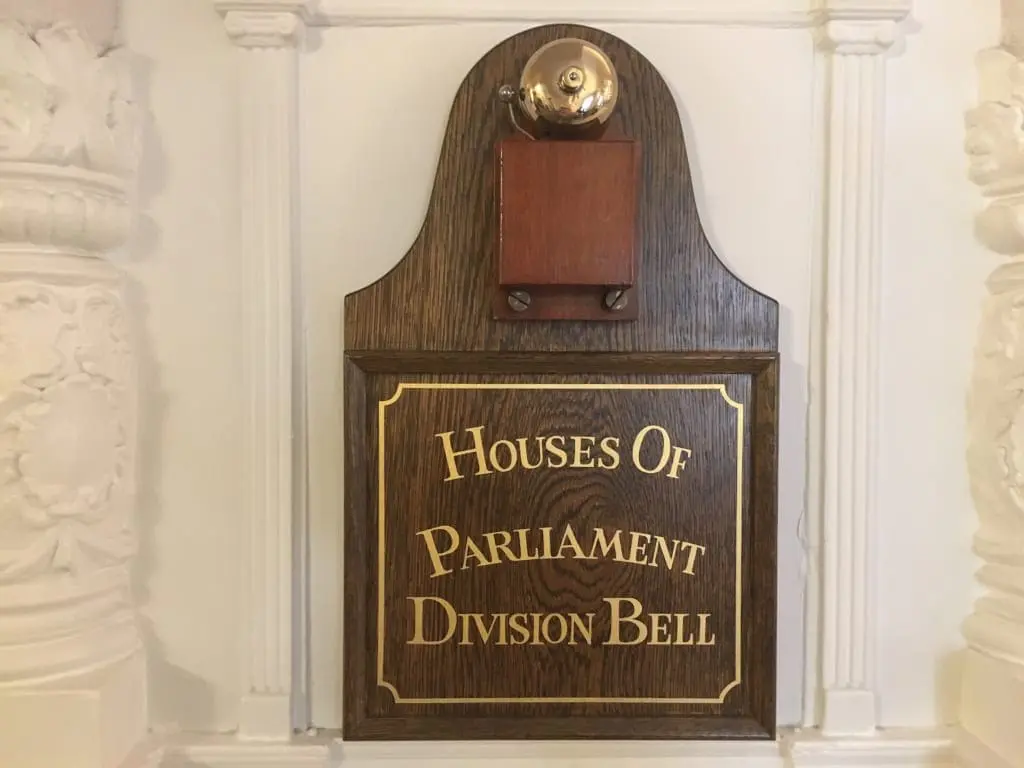 Houses Of
Parliament
Division Bell